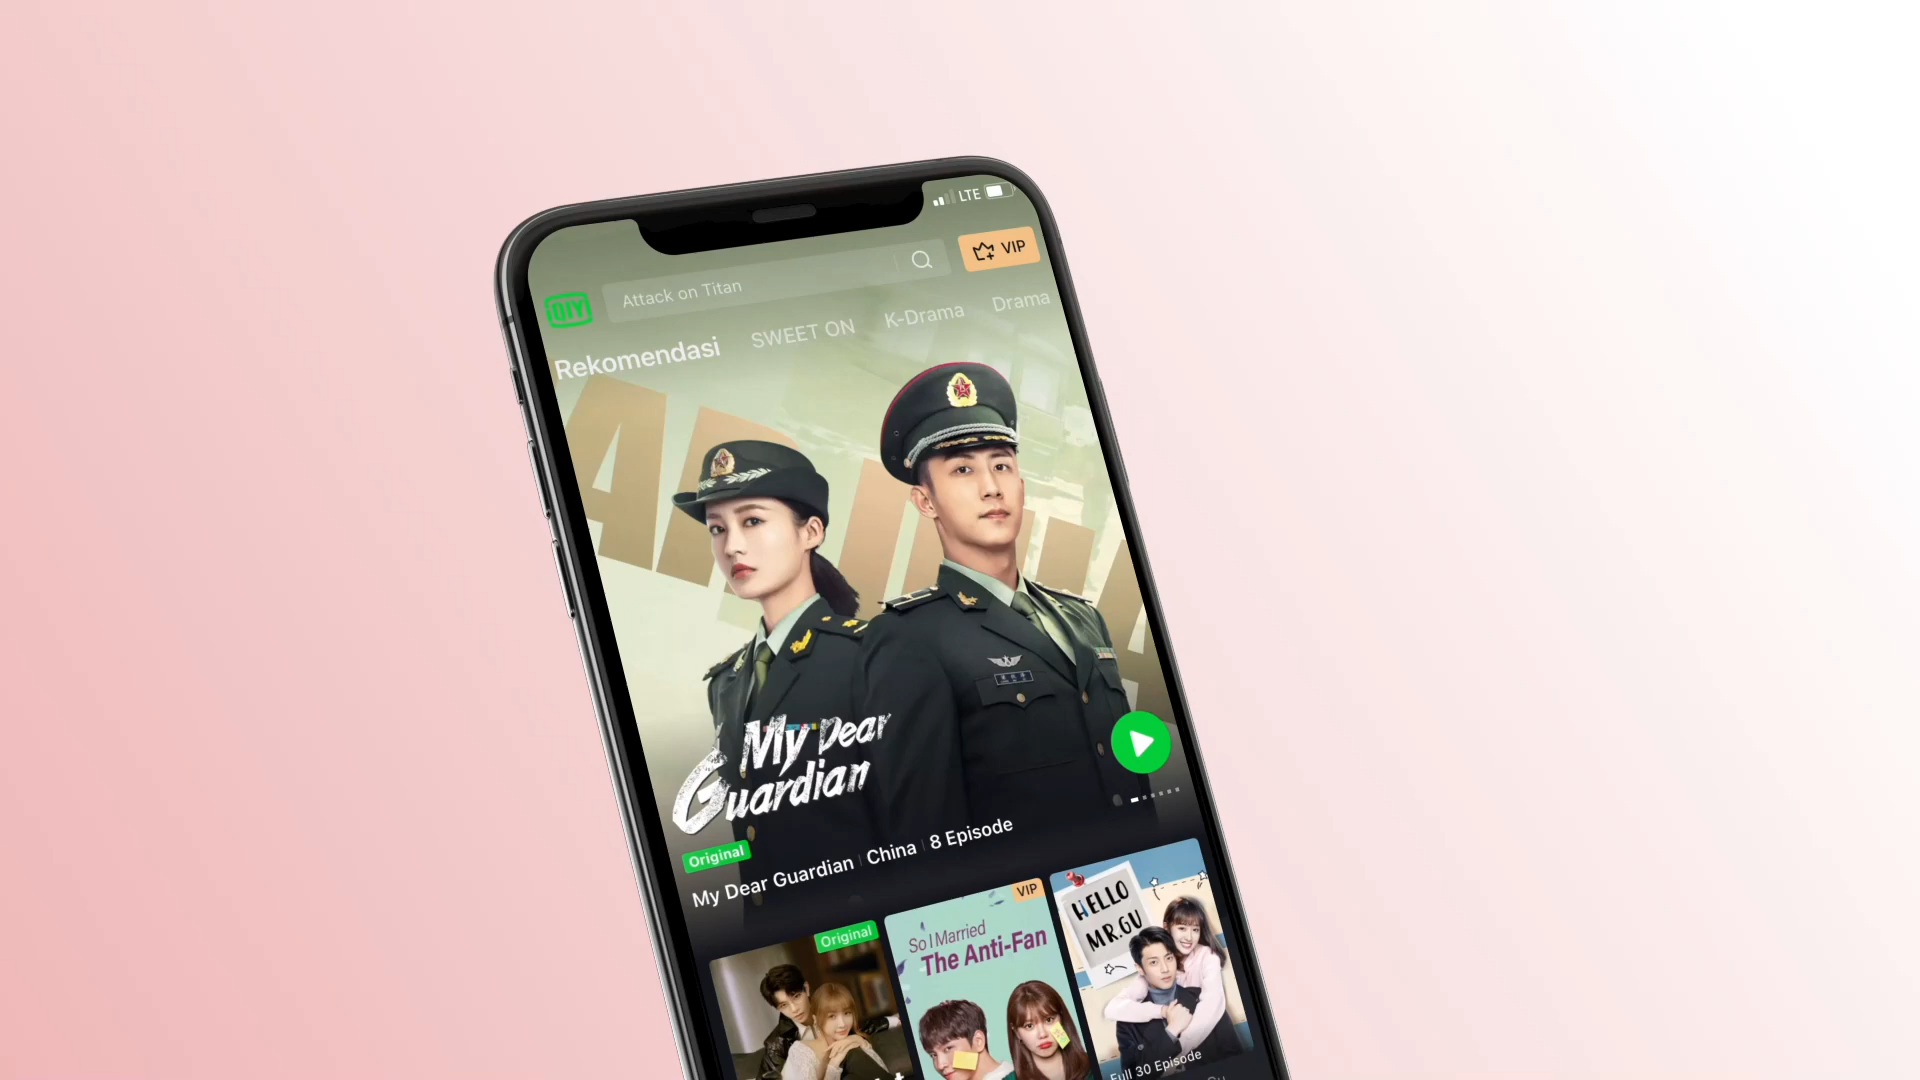 LTE
VIP
Attack on Titan
QIY
Rekomendasi
SWEET ON
K-Drama
Drama
My Dear
Guardian
Original
My Dear Guardian | China | 8 Episode
Original
VIP
So I Married
The Anti-Fan
HELLO
MR.GU
Full 30 Episode